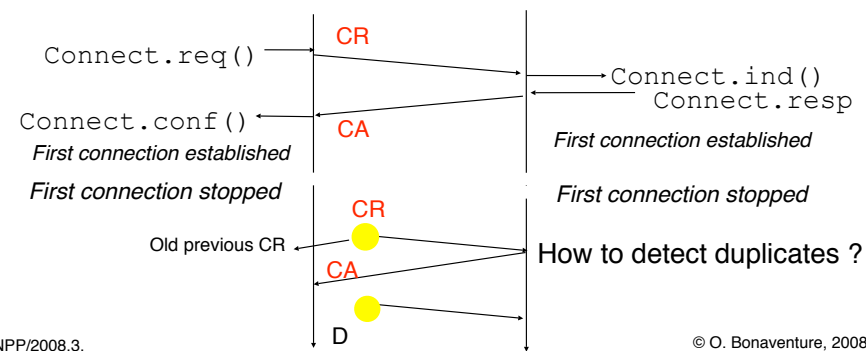 CR
Connect.req()
Connect.ind()
Connect.resp
Connect.conf()
CA
First connection established
First connection established
First connection stopped
First connection stopped
CR
Old previous CR
How to detect duplicates ?
CA
D
NPP/2008.3.
© O. Bonaventure, 2008